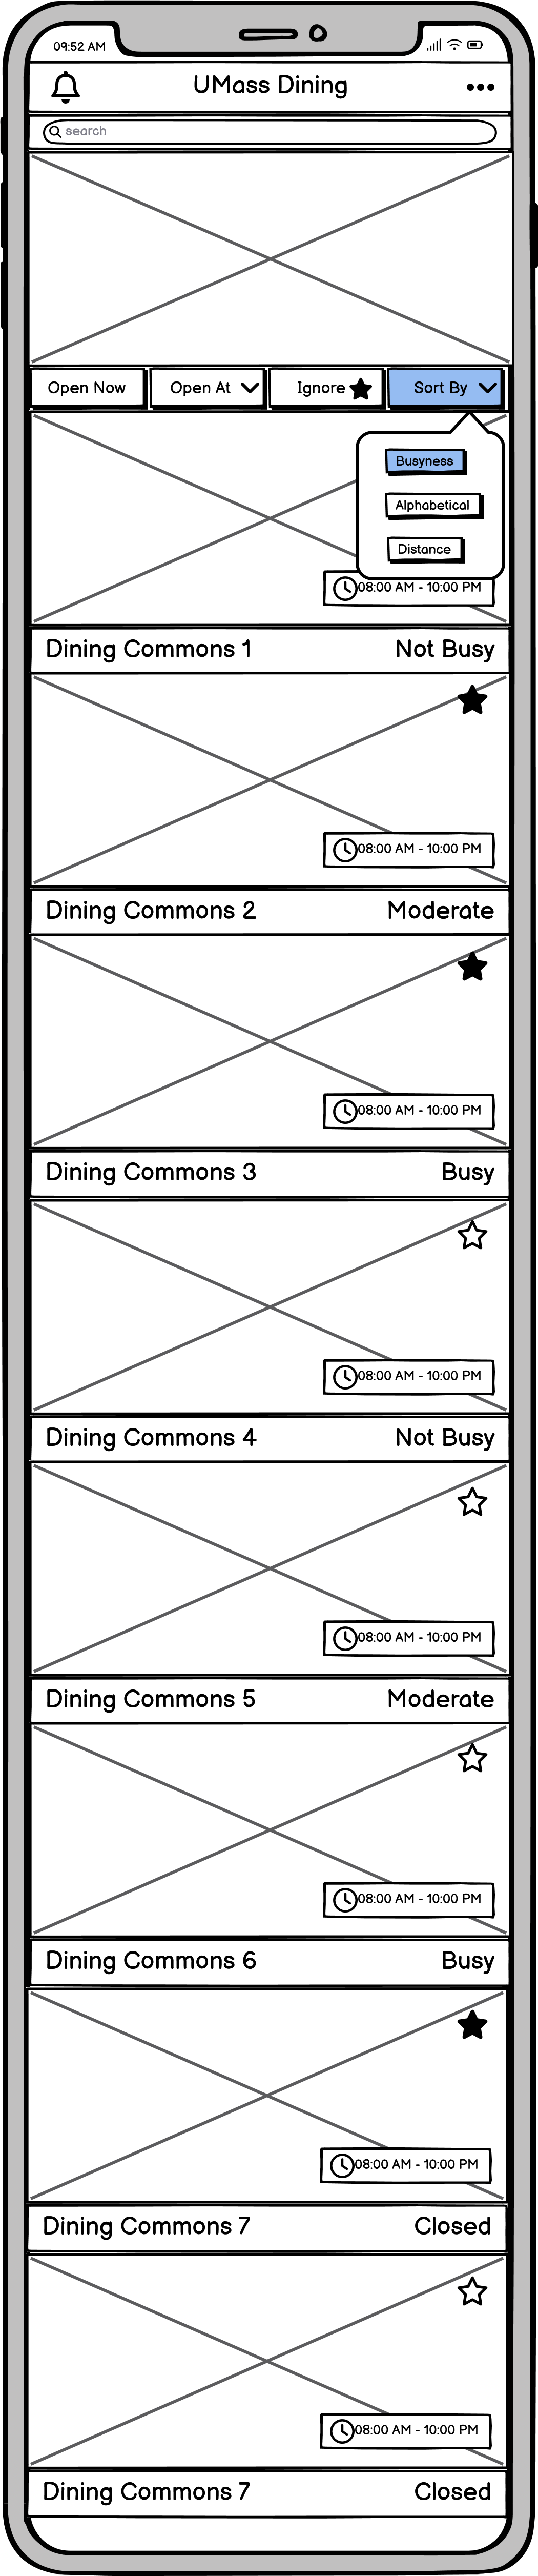 09:52 AM
UMass Dining
search
Open Now Open At Ignore Sort By
Busyness
Alphabetical
Distance
08:00 AM - 10:00 PM
Dining Commons 1 Not Busy
08:00 AM - 10:00 PM
Dining Commons 2 Moderate
08:00 AM - 10:00 PM
Dining Commons 3 Busy
08:00 AM - 10:00 PM
Dining Commons 4 Not Busy
08:00 AM - 10:00 PM
Dining Commons 5 Moderate
08:00 AM - 10:00 PM
Dining Commons 6 Busy
08:00 AM - 10:00 PM
Dining Commons 7 Closed
08:00 AM - 10:00 PM
Dining Commons 7 Closed